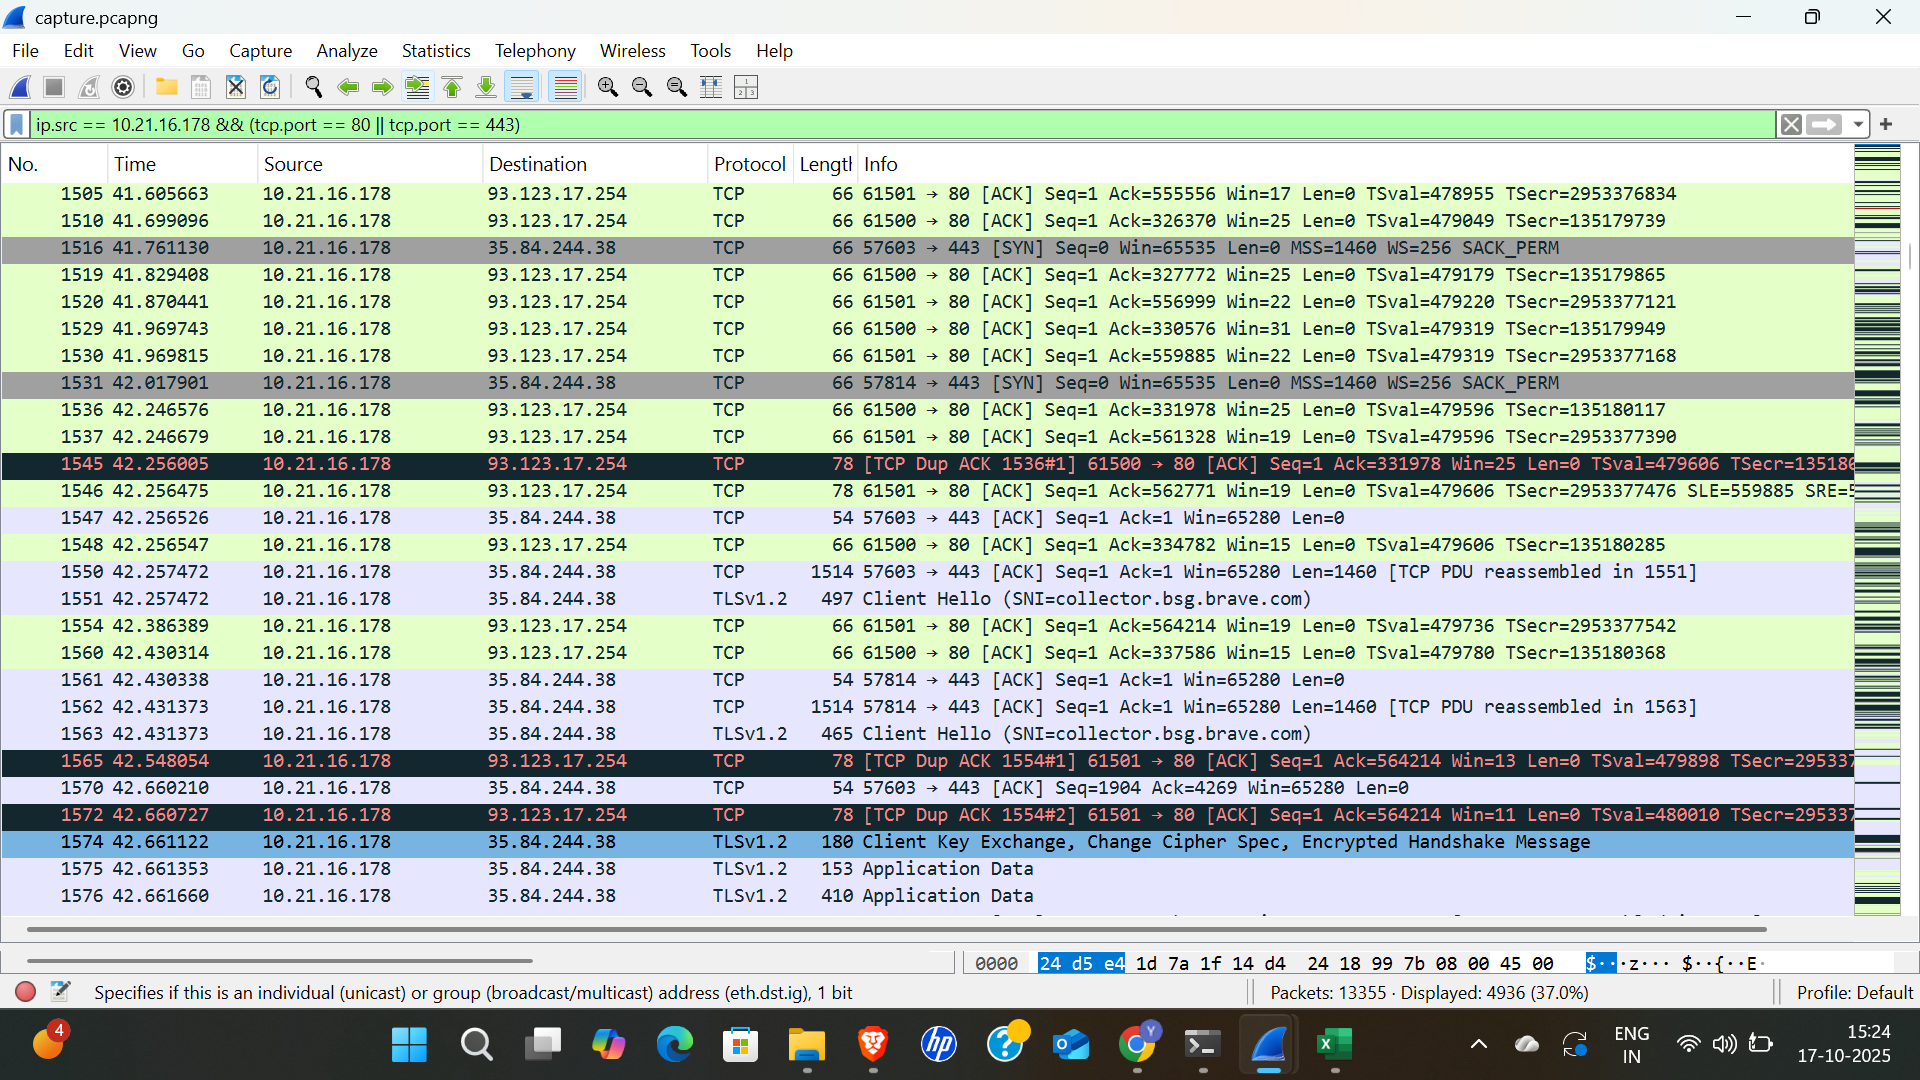 capture.pcapng
File Edit View Go Capture Analyze Statistics Telephony Wireless Tools Help
ip.src == 10.21.16.178 && (tcp.port == 80 || tcp.port == 443)
No. Time Source Destination Protocol Length Info
1505 41.605663 10.21.16.178 93.123.17.254 TCP 66 61501 → 80 [ACK] Seq=1 Ack=555556 Win=17 Len=0 TSval=478955 TSecr=2953376834
1510 41.699096 10.21.16.178 93.123.17.254 TCP 66 61500 → 80 [ACK] Seq=1 Ack=326370 Win=25 Len=0 TSval=479049 TSecr=135179739
1516 41.761130 10.21.16.178 35.84.244.38 TCP 66 57603 → 443 [SYN] Seq=0 Win=65535 Len=0 MSS=1460 WS=256 SACK_PERM
1519 41.829408 10.21.16.178 93.123.17.254 TCP 66 61500 → 80 [ACK] Seq=1 Ack=327772 Win=25 Len=0 TSval=479179 TSecr=135179865
1520 41.870441 10.21.16.178 93.123.17.254 TCP 66 61501 → 80 [ACK] Seq=1 Ack=556999 Win=22 Len=0 TSval=479220 TSecr=2953377121
1529 41.969743 10.21.16.178 93.123.17.254 TCP 66 61500 → 80 [ACK] Seq=1 Ack=330576 Win=31 Len=0 TSval=479319 TSecr=135179949
1530 41.969815 10.21.16.178 93.123.17.254 TCP 66 61501 → 80 [ACK] Seq=1 Ack=559885 Win=22 Len=0 TSval=479319 TSecr=2953377168
1531 42.017901 10.21.16.178 35.84.244.38 TCP 66 57814 → 443 [SYN] Seq=0 Win=65535 Len=0 MSS=1460 WS=256 SACK_PERM
1536 42.246576 10.21.16.178 93.123.17.254 TCP 66 61500 → 80 [ACK] Seq=1 Ack=331978 Win=25 Len=0 TSval=479596 TSecr=135180117
1537 42.246679 10.21.16.178 93.123.17.254 TCP 66 61501 → 80 [ACK] Seq=1 Ack=561328 Win=19 Len=0 TSval=479596 TSecr=2953377390
1545 42.256005 10.21.16.178 93.123.17.254 TCP 78 [TCP Dup ACK 1536#1] 61500 → 80 [ACK] Seq=1 Ack=331978 Win=25 Len=0 TSval=479606 TSecr=135180
1546 42.256475 10.21.16.178 93.123.17.254 TCP 78 61501 → 80 [ACK] Seq=1 Ack=562771 Win=19 Len=0 TSval=479606 TSecr=2953377476 SLE=559885 SRE=5
1547 42.256526 10.21.16.178 35.84.244.38 TCP 54 57603 → 443 [ACK] Seq=1 Ack=1 Win=65280 Len=0
1548 42.256547 10.21.16.178 93.123.17.254 TCP 66 61500 → 80 [ACK] Seq=1 Ack=334782 Win=15 Len=0 TSval=479606 TSecr=135180285
1550 42.257472 10.21.16.178 35.84.244.38 TCP 1514 57603 → 443 [ACK] Seq=1 Ack=1 Win=65280 Len=1460 [TCP PDU reassembled in 1551]
1551 42.257472 10.21.16.178 35.84.244.38 TLSv1.2 497 Client Hello (SNI=collector.bsg.brave.com)
1554 42.386389 10.21.16.178 93.123.17.254 TCP 66 61501 → 80 [ACK] Seq=1 Ack=564214 Win=19 Len=0 TSval=479736 TSecr=2953377542
1560 42.430314 10.21.16.178 93.123.17.254 TCP 66 61500 → 80 [ACK] Seq=1 Ack=337586 Win=15 Len=0 TSval=479780 TSecr=135180368
1561 42.430338 10.21.16.178 35.84.244.38 TCP 54 57814 → 443 [ACK] Seq=1 Ack=1 Win=65280 Len=0
1562 42.431373 10.21.16.178 35.84.244.38 TCP 1514 57814 → 443 [ACK] Seq=1 Ack=1 Win=65280 Len=1460 [TCP PDU reassembled in 1563]
1563 42.431373 10.21.16.178 35.84.244.38 TLSv1.2 465 Client Hello (SNI=collector.bsg.brave.com)
1565 42.548054 10.21.16.178 93.123.17.254 TCP 78 [TCP Dup ACK 1554#1] 61501 → 80 [ACK] Seq=1 Ack=564214 Win=13 Len=0 TSval=479898 TSecr=295337
1570 42.660210 10.21.16.178 35.84.244.38 TCP 54 57603 → 443 [ACK] Seq=1904 Ack=4269 Win=65280 Len=0
1572 42.660727 10.21.16.178 93.123.17.254 TCP 78 [TCP Dup ACK 1554#2] 61501 → 80 [ACK] Seq=1 Ack=564214 Win=11 Len=0 TSval=480010 TSecr=295337
1574 42.661122 10.21.16.178 35.84.244.38 TLSv1.2 180 Client Key Exchange, Change Cipher Spec, Encrypted Handshake Message
1575 42.661353 10.21.16.178 35.84.244.38 TLSv1.2 153 Application Data
1576 42.661660 10.21.16.178 35.84.244.38 TLSv1.2 410 Application Data
0000 24 d5 e4 1d 7a 1f 14 d4 24 18 99 7b 08 00 45 00 $···z··· $··{··E·
Specifies if this is an individual (unicast) or group (broadcast/multicast) address (eth.dst.ig), 1 bit
Packets: 13355 · Displayed: 4936 (37.0%)
Profile: Default
4
hp
Y
ENG
IN
15:24
17-10-2025